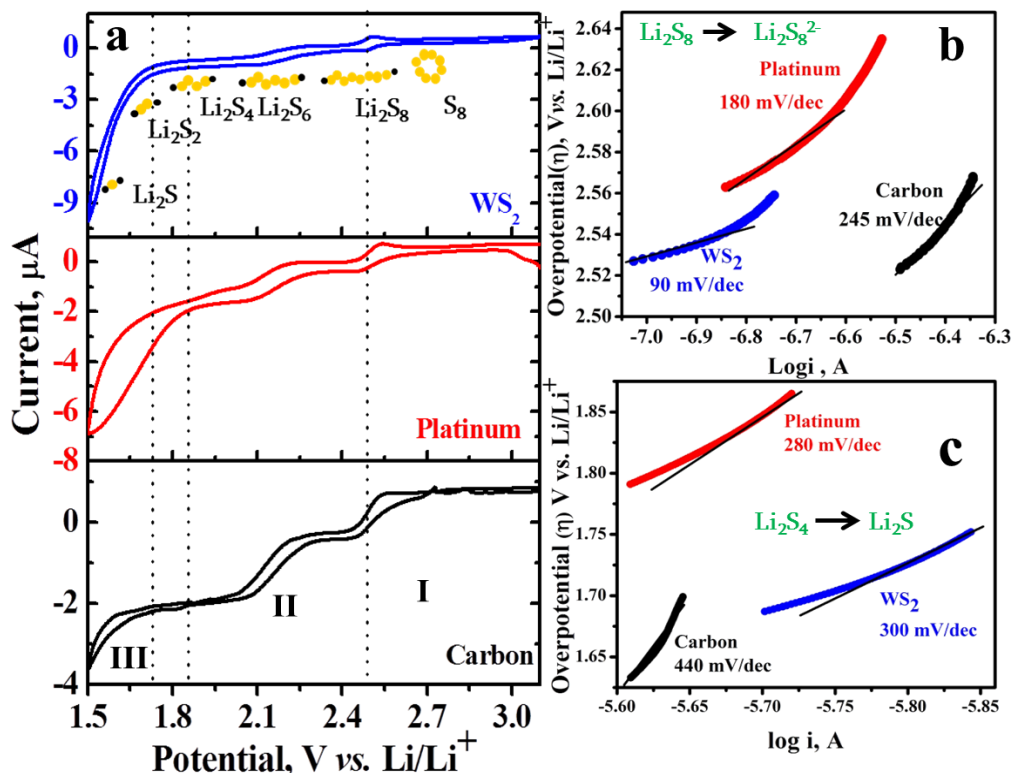 a
0
-3
-6
-9
Li₂S
Li₂S₂
Li₂S₄
Li₂S₆
Li₂S₈
S₈
WS₂
0
-2
-4
-6
-8
Platinum
0
-2
-4
III
II
I
Carbon
Current, µA
1.5 1.8 2.1 2.4 2.7 3.0
Potential, V vs. Li/Li⁺
b
Li₂S₈ → Li₂S₈²⁻
Platinum
180 mV/dec
Carbon
245 mV/dec
WS₂
90 mV/dec
2.64
2.62
2.60
2.58
2.56
2.54
2.52
2.50
Overpotential(η), V vs. Li/Li⁺
-7.0 -6.9 -6.8 -6.7 -6.6 -6.5 -6.4 -6.3
Logi , A
c
Platinum
280 mV/dec
Li₂S₄ → Li₂S
WS₂
300 mV/dec
Carbon
440 mV/dec
1.85
1.80
1.75
1.70
1.65
Overpotential (η) V vs. Li/Li⁺
-5.60 -5.65 -5.70 -5.75 -5.80 -5.85
log i, A